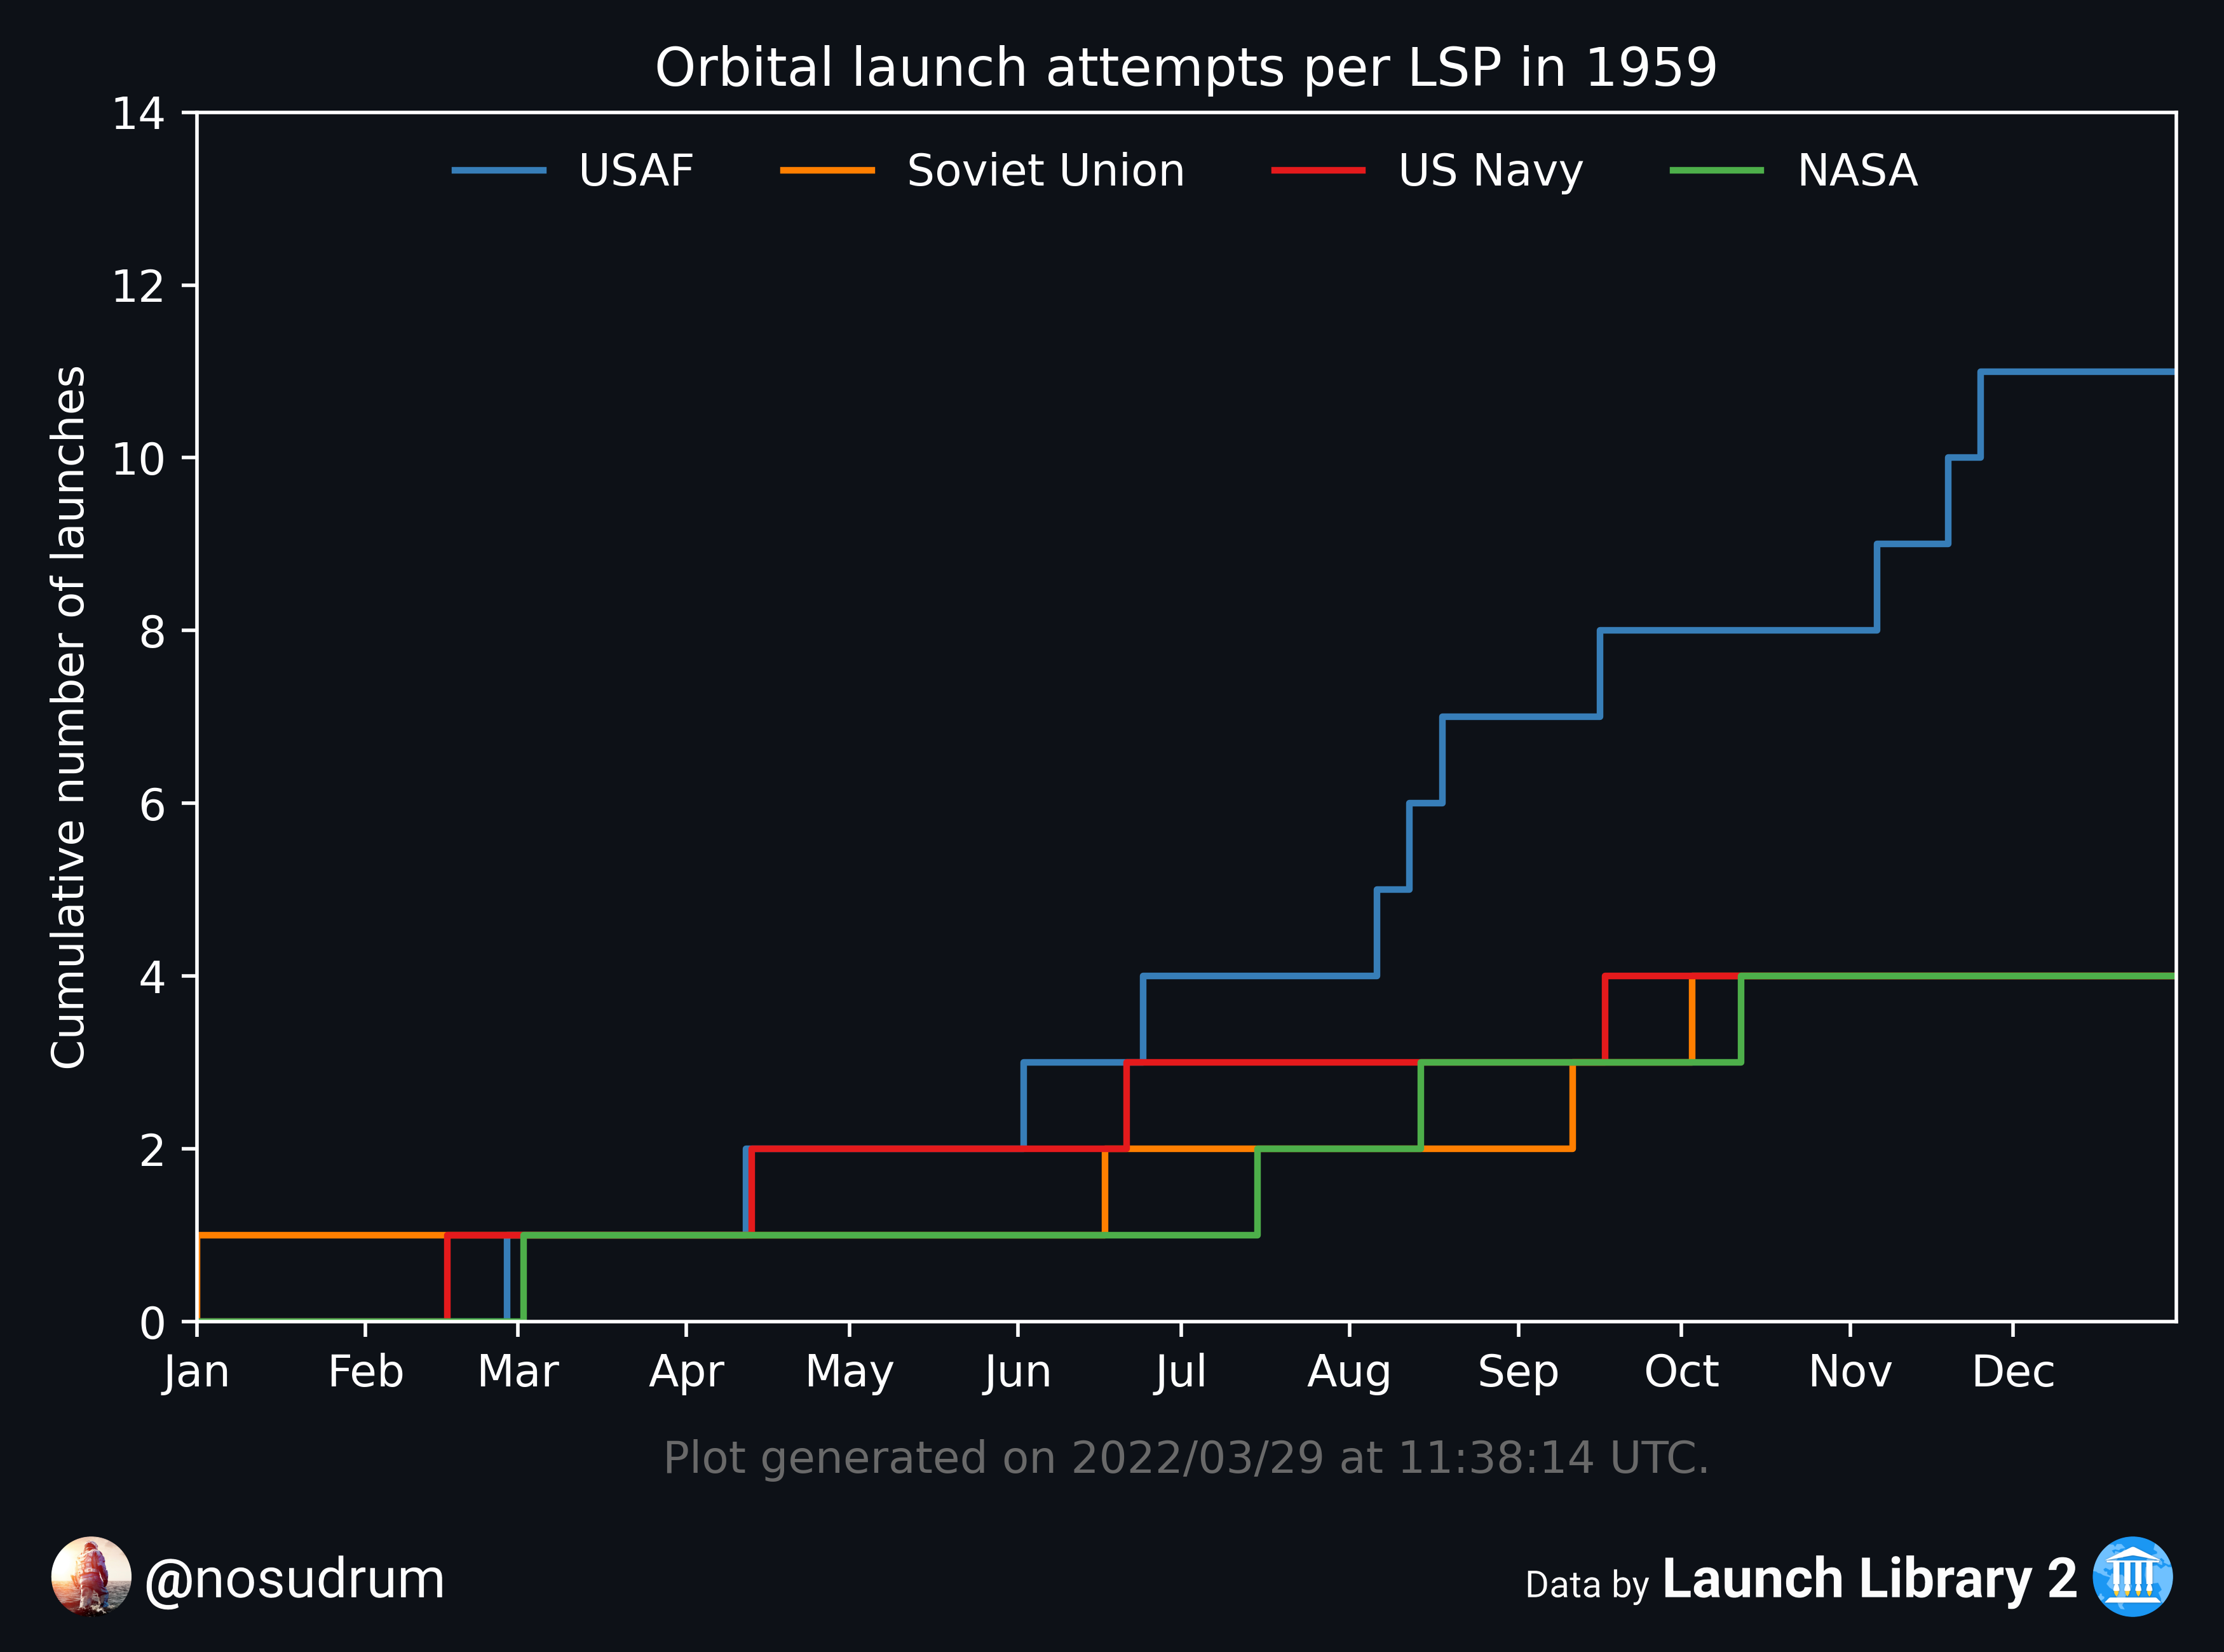 Orbital launch attempts per LSP in 1959
14
USAF Soviet Union US Navy NASA
12
10
8
6
4
2
0
Cumulative number of launches
Jan Feb Mar Apr May Jun Jul Aug Sep Oct Nov Dec
Plot generated on 2022/03/29 at 11:38:14 UTC.
@nosudrum
Data by Launch Library 2